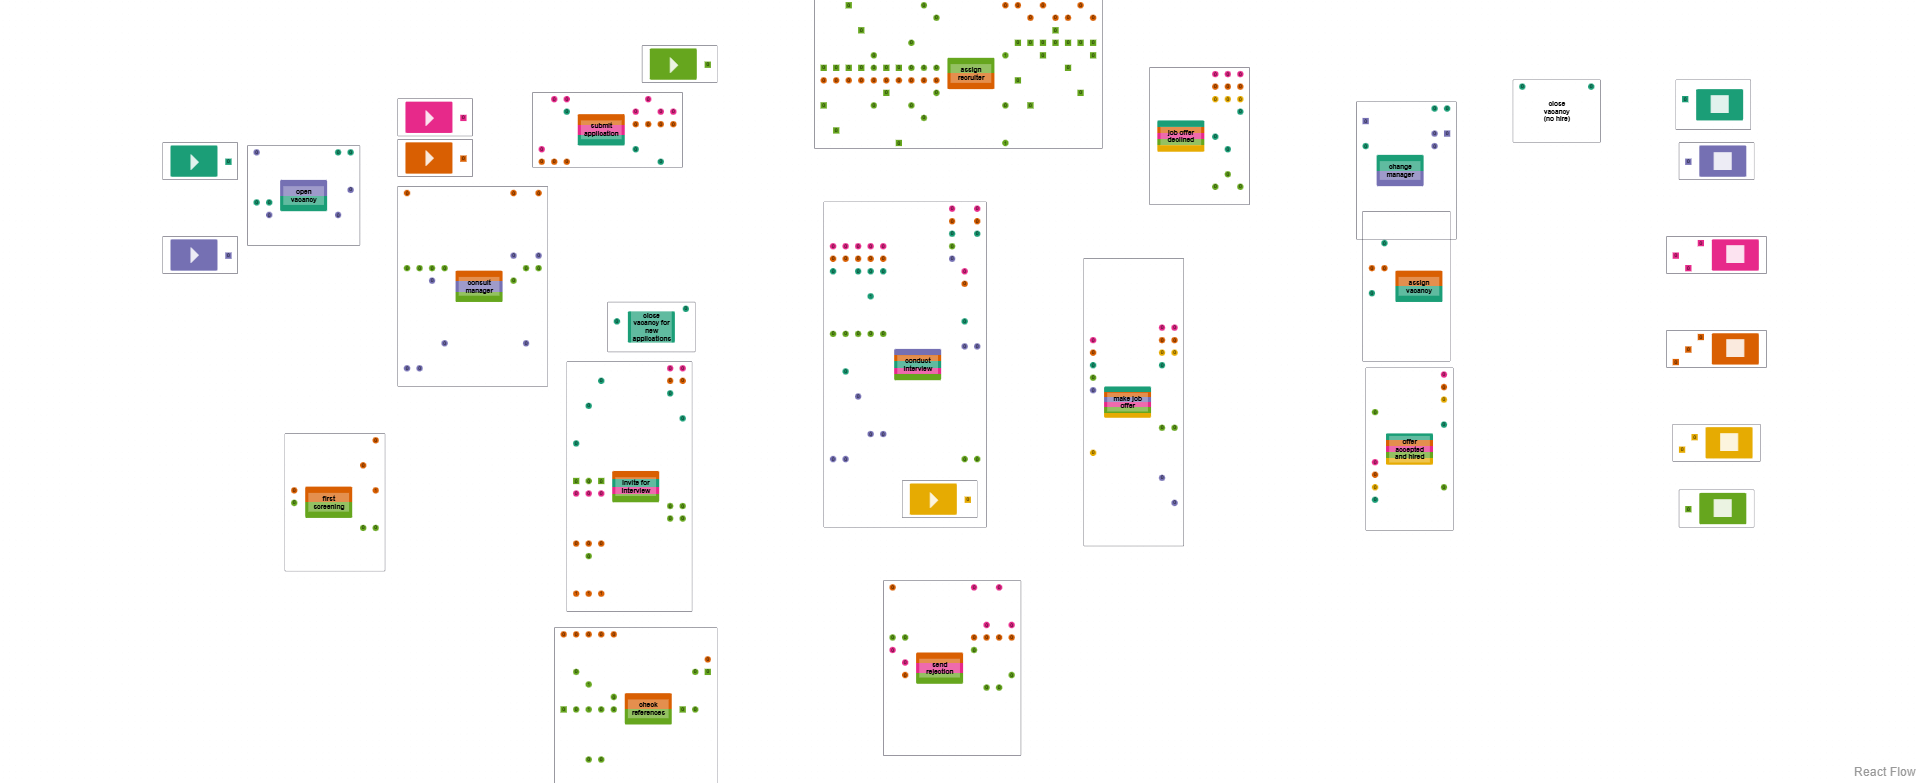 assign
recruiter
submit
application
job offer
declined
close
vacancy
(no hire)
open
vacancy
change
manager
consult
manager
assign
vacancy
close
vacancy for
new
applications
conduct
interview
make job
offer
offer
accepted
and hired
invite for
interview
first
screening
send
rejection
check
references
React Flow